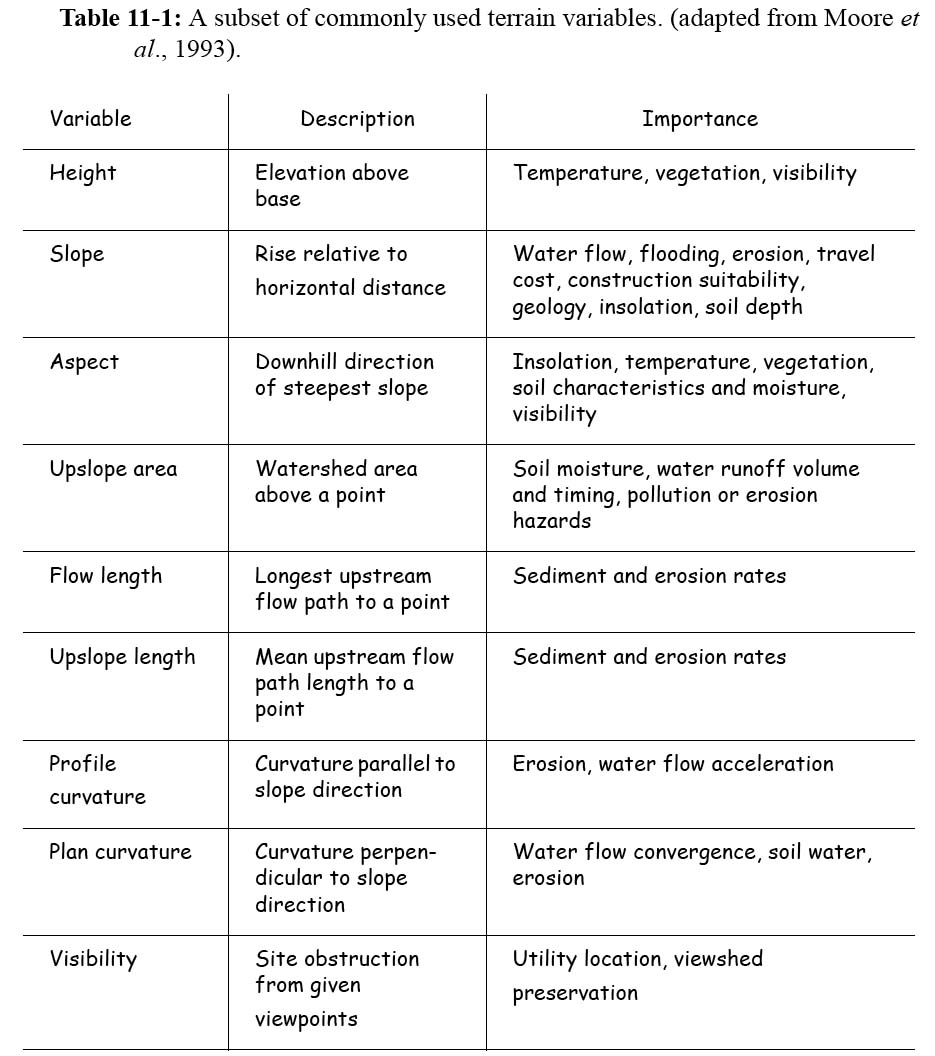 Table 11-1: A subset of commonly used terrain variables. (adapted from Moore et
al., 1993).
Variable Description Importance
Height
Elevation above
base
Temperature, vegetation, visibility
Slope
Rise relative to
horizontal distance
Water flow, flooding, erosion, travel
cost, construction suitability,
geology, insolation, soil depth
Aspect
Downhill direction
of steepest slope
Insolation, temperature, vegetation,
soil characteristics and moisture,
visibility
Upslope area
Watershed area
above a point
Soil moisture, water runoff volume
and timing, pollution or erosion
hazards
Flow length
Longest upstream
flow path to a point
Sediment and erosion rates
Upslope length
Mean upstream flow
path length to a
point
Sediment and erosion rates
Profile
curvature
Curvature parallel to
slope direction
Erosion, water flow acceleration
Plan curvature
Curvature perpen-
dicular to slope
direction
Water flow convergence, soil water,
erosion
Visibility
Site obstruction
from given
viewpoints
Utility location, viewshed
preservation